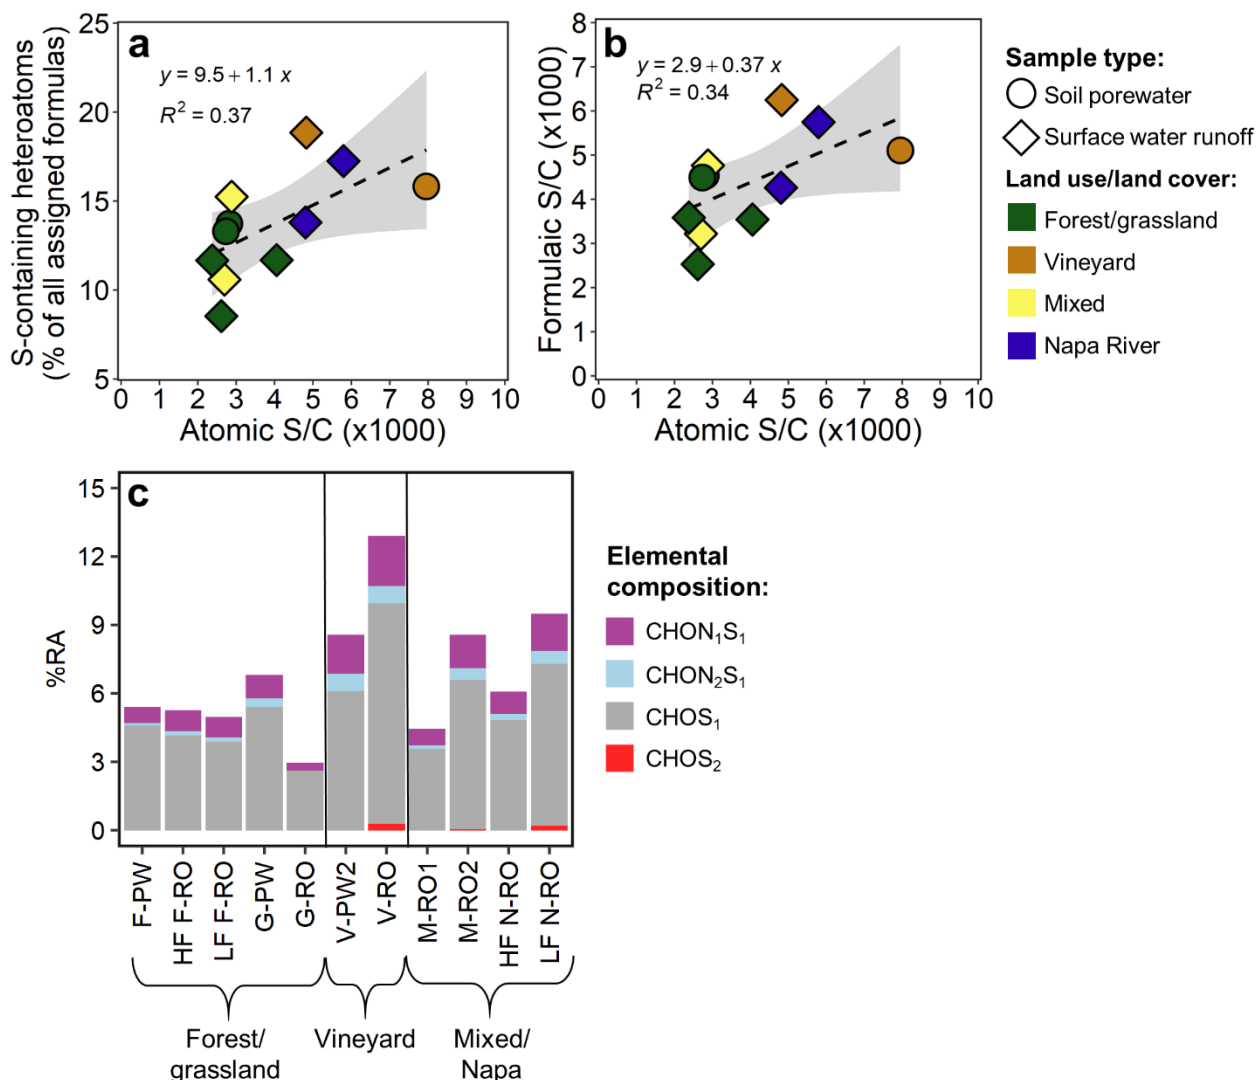 a
y = 9.5 + 1.1 x
R² = 0.37
25
20
15
10
5
S-containing heteroatoms
(% of all assigned formulas)
0 1 2 3 4 5 6 7 8 9 10
Atomic S/C (x1000)
b
y = 2.9 + 0.37 x
R² = 0.34
8
7
6
5
4
3
2
1
0
Formulaic S/C (x1000)
0 1 2 3 4 5 6 7 8 9 10
Atomic S/C (x1000)
Sample type:
Soil porewater
Surface water runoff
Land use/land cover:
Forest/grassland
Vineyard
Mixed
Napa River
c
15
12
9
6
3
0
%RA
F-PW
HF F-RO
LF F-RO
G-PW
G-RO
V-PW2
V-RO
M-RO1
M-RO2
HF N-RO
LF N-RO
Forest/
grassland
Vineyard
Mixed/
Napa
Elemental
composition:
CHON₁S₁
CHON₂S₁
CHOS₁
CHOS₂